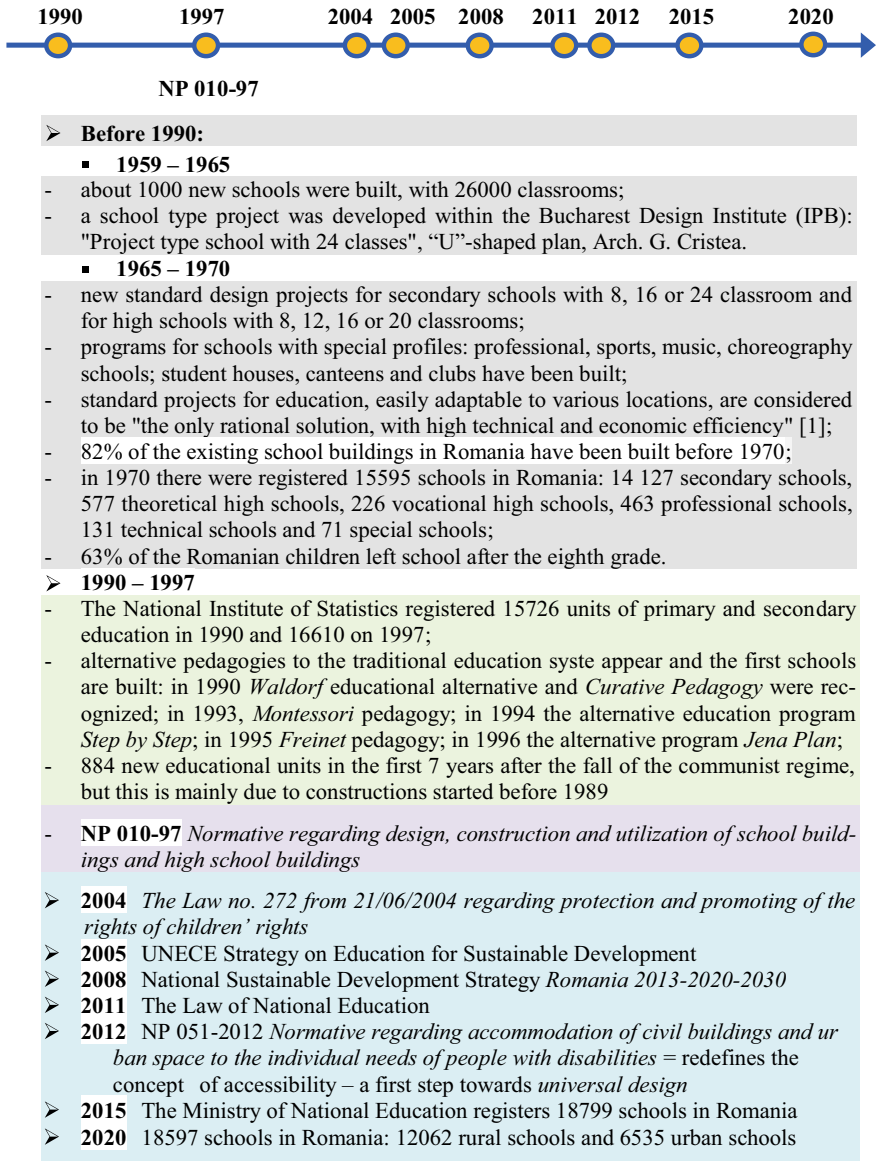 1990 1997 2004 2005 2008 2011 2012 2015 2020
NP 010-97
➢ Before 1990:
▪ 1959 – 1965
- about 1000 new schools were built, with 26000 classrooms;
- a school type project was developed within the Bucharest Design Institute (IPB):
"Project type school with 24 classes", “U”-shaped plan, Arch. G. Cristea.
▪ 1965 – 1970
- new standard design projects for secondary schools with 8, 16 or 24 classroom and
for high schools with 8, 12, 16 or 20 classrooms;
- programs for schools with special profiles: professional, sports, music, choreography
schools; student houses, canteens and clubs have been built;
- standard projects for education, easily adaptable to various locations, are considered
to be "the only rational solution, with high technical and economic efficiency" [1];
- 82% of the existing school buildings in Romania have been built before 1970;
- in 1970 there were registered 15595 schools in Romania: 14 127 secondary schools,
577 theoretical high schools, 226 vocational high schools, 463 professional schools,
131 technical schools and 71 special schools;
- 63% of the Romanian children left school after the eighth grade.
➢ 1990 – 1997
- The National Institute of Statistics registered 15726 units of primary and secondary
education in 1990 and 16610 on 1997;
- alternative pedagogies to the traditional education syste appear and the first schools
are built: in 1990 Waldorf educational alternative and Curative Pedagogy were rec-
ognized; in 1993, Montessori pedagogy; in 1994 the alternative education program
Step by Step; in 1995 Freinet pedagogy; in 1996 the alternative program Jena Plan;
- 884 new educational units in the first 7 years after the fall of the communist regime,
but this is mainly due to constructions started before 1989
- NP 010-97 Normative regarding design, construction and utilization of school build-
ings and high school buildings
➢ 2004 The Law no. 272 from 21/06/2004 regarding protection and promoting of the
rights of children’ rights
➢ 2005 UNECE Strategy on Education for Sustainable Development
➢ 2008 National Sustainable Development Strategy Romania 2013-2020-2030
➢ 2011 The Law of National Education
➢ 2012 NP 051-2012 Normative regarding accommodation of civil buildings and ur
ban space to the individual needs of people with disabilities = redefines the
concept of accessibility – a first step towards universal design
➢ 2015 The Ministry of National Education registers 18799 schools in Romania
➢ 2020 18597 schools in Romania: 12062 rural schools and 6535 urban schools